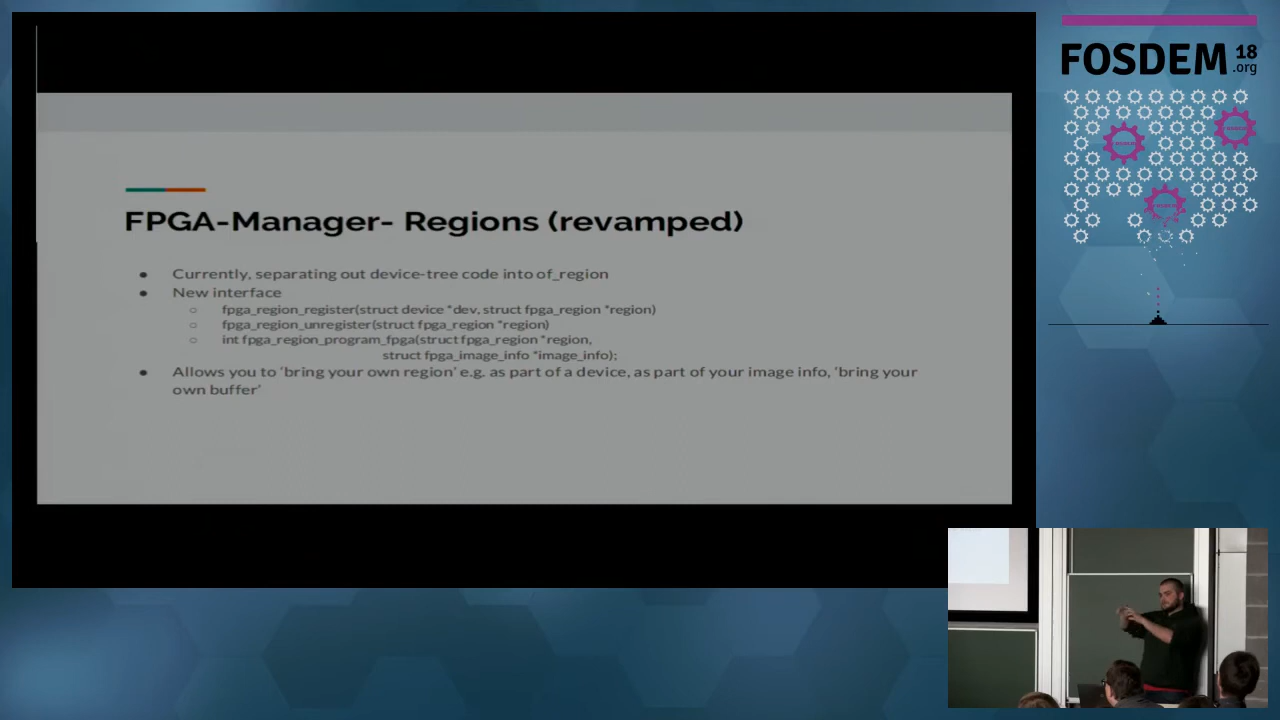 FOSDEM 18
.org
FPGA-Manager- Regions (revamped)
Currently, separating out device-tree code into of_region
New interface
fpga_region_register(struct device *dev, struct fpga_region *region)
fpga_region_unregister(struct fpga_region *region)
int fpga_region_program_fpga(struct fpga_region *region,
struct fpga_image_info *image_info);
Allows you to 'bring your own region' e.g. as part of a device, as part of your image info, 'bring your
own buffer'